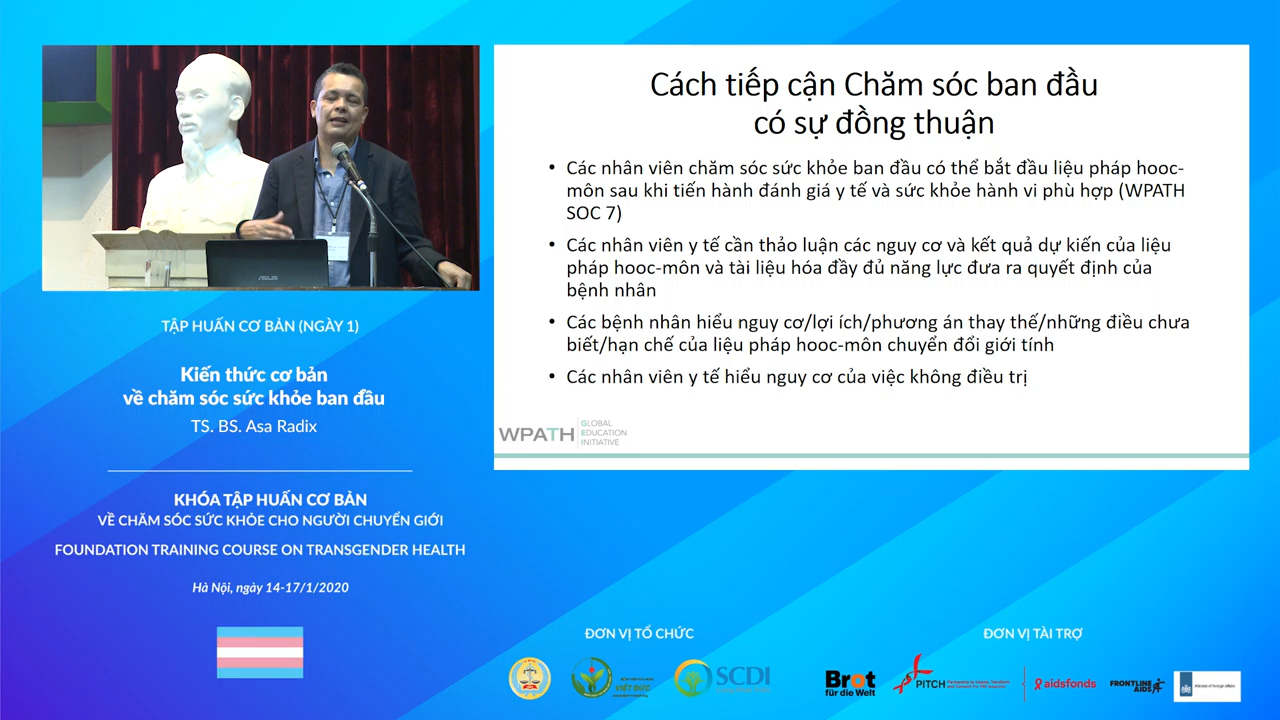 ASUS
TẬP HUẤN CƠ BẢN (NGÀY 1)
Kiến thức cơ bản
về chăm sóc sức khỏe ban đầu
TS. BS. Asa Radix
KHÓA TẬP HUẤN CƠ BẢN
VỀ CHĂM SÓC SỨC KHỎE CHO NGƯỜI CHUYỂN GIỚI
FOUNDATION TRAINING COURSE ON TRANSGENDER HEALTH
Hà Nội, ngày 14-17/1/2020
Cách tiếp cận Chăm sóc ban đầu
có sự đồng thuận
• Các nhân viên chăm sóc sức khỏe ban đầu có thể bắt đầu liệu pháp hooc-
môn sau khi tiến hành đánh giá y tế và sức khỏe hành vi phù hợp (WPATH
SOC 7)
• Các nhân viên y tế cần thảo luận các nguy cơ và kết quả dự kiến của liệu
pháp hooc-môn và tài liệu hóa đầy đủ năng lực đưa ra quyết định của
bệnh nhân
• Các bệnh nhân hiểu nguy cơ/lợi ích/phương án thay thế/những điều chưa
biết/hạn chế của liệu pháp hooc-môn chuyển đổi giới tính
• Các nhân viên y tế hiểu nguy cơ của việc không điều trị
WPATH
GLOBAL
EDUCATION
INITIATIVE
ĐƠN VỊ TỔ CHỨC
VIỆT ĐỨC
SCDI
ĐƠN VỊ TÀI TRỢ
Brot
für die Welt
PITCH
aidsfonds
FRONTLINE
AIDS
Ministry of Foreign Affairs